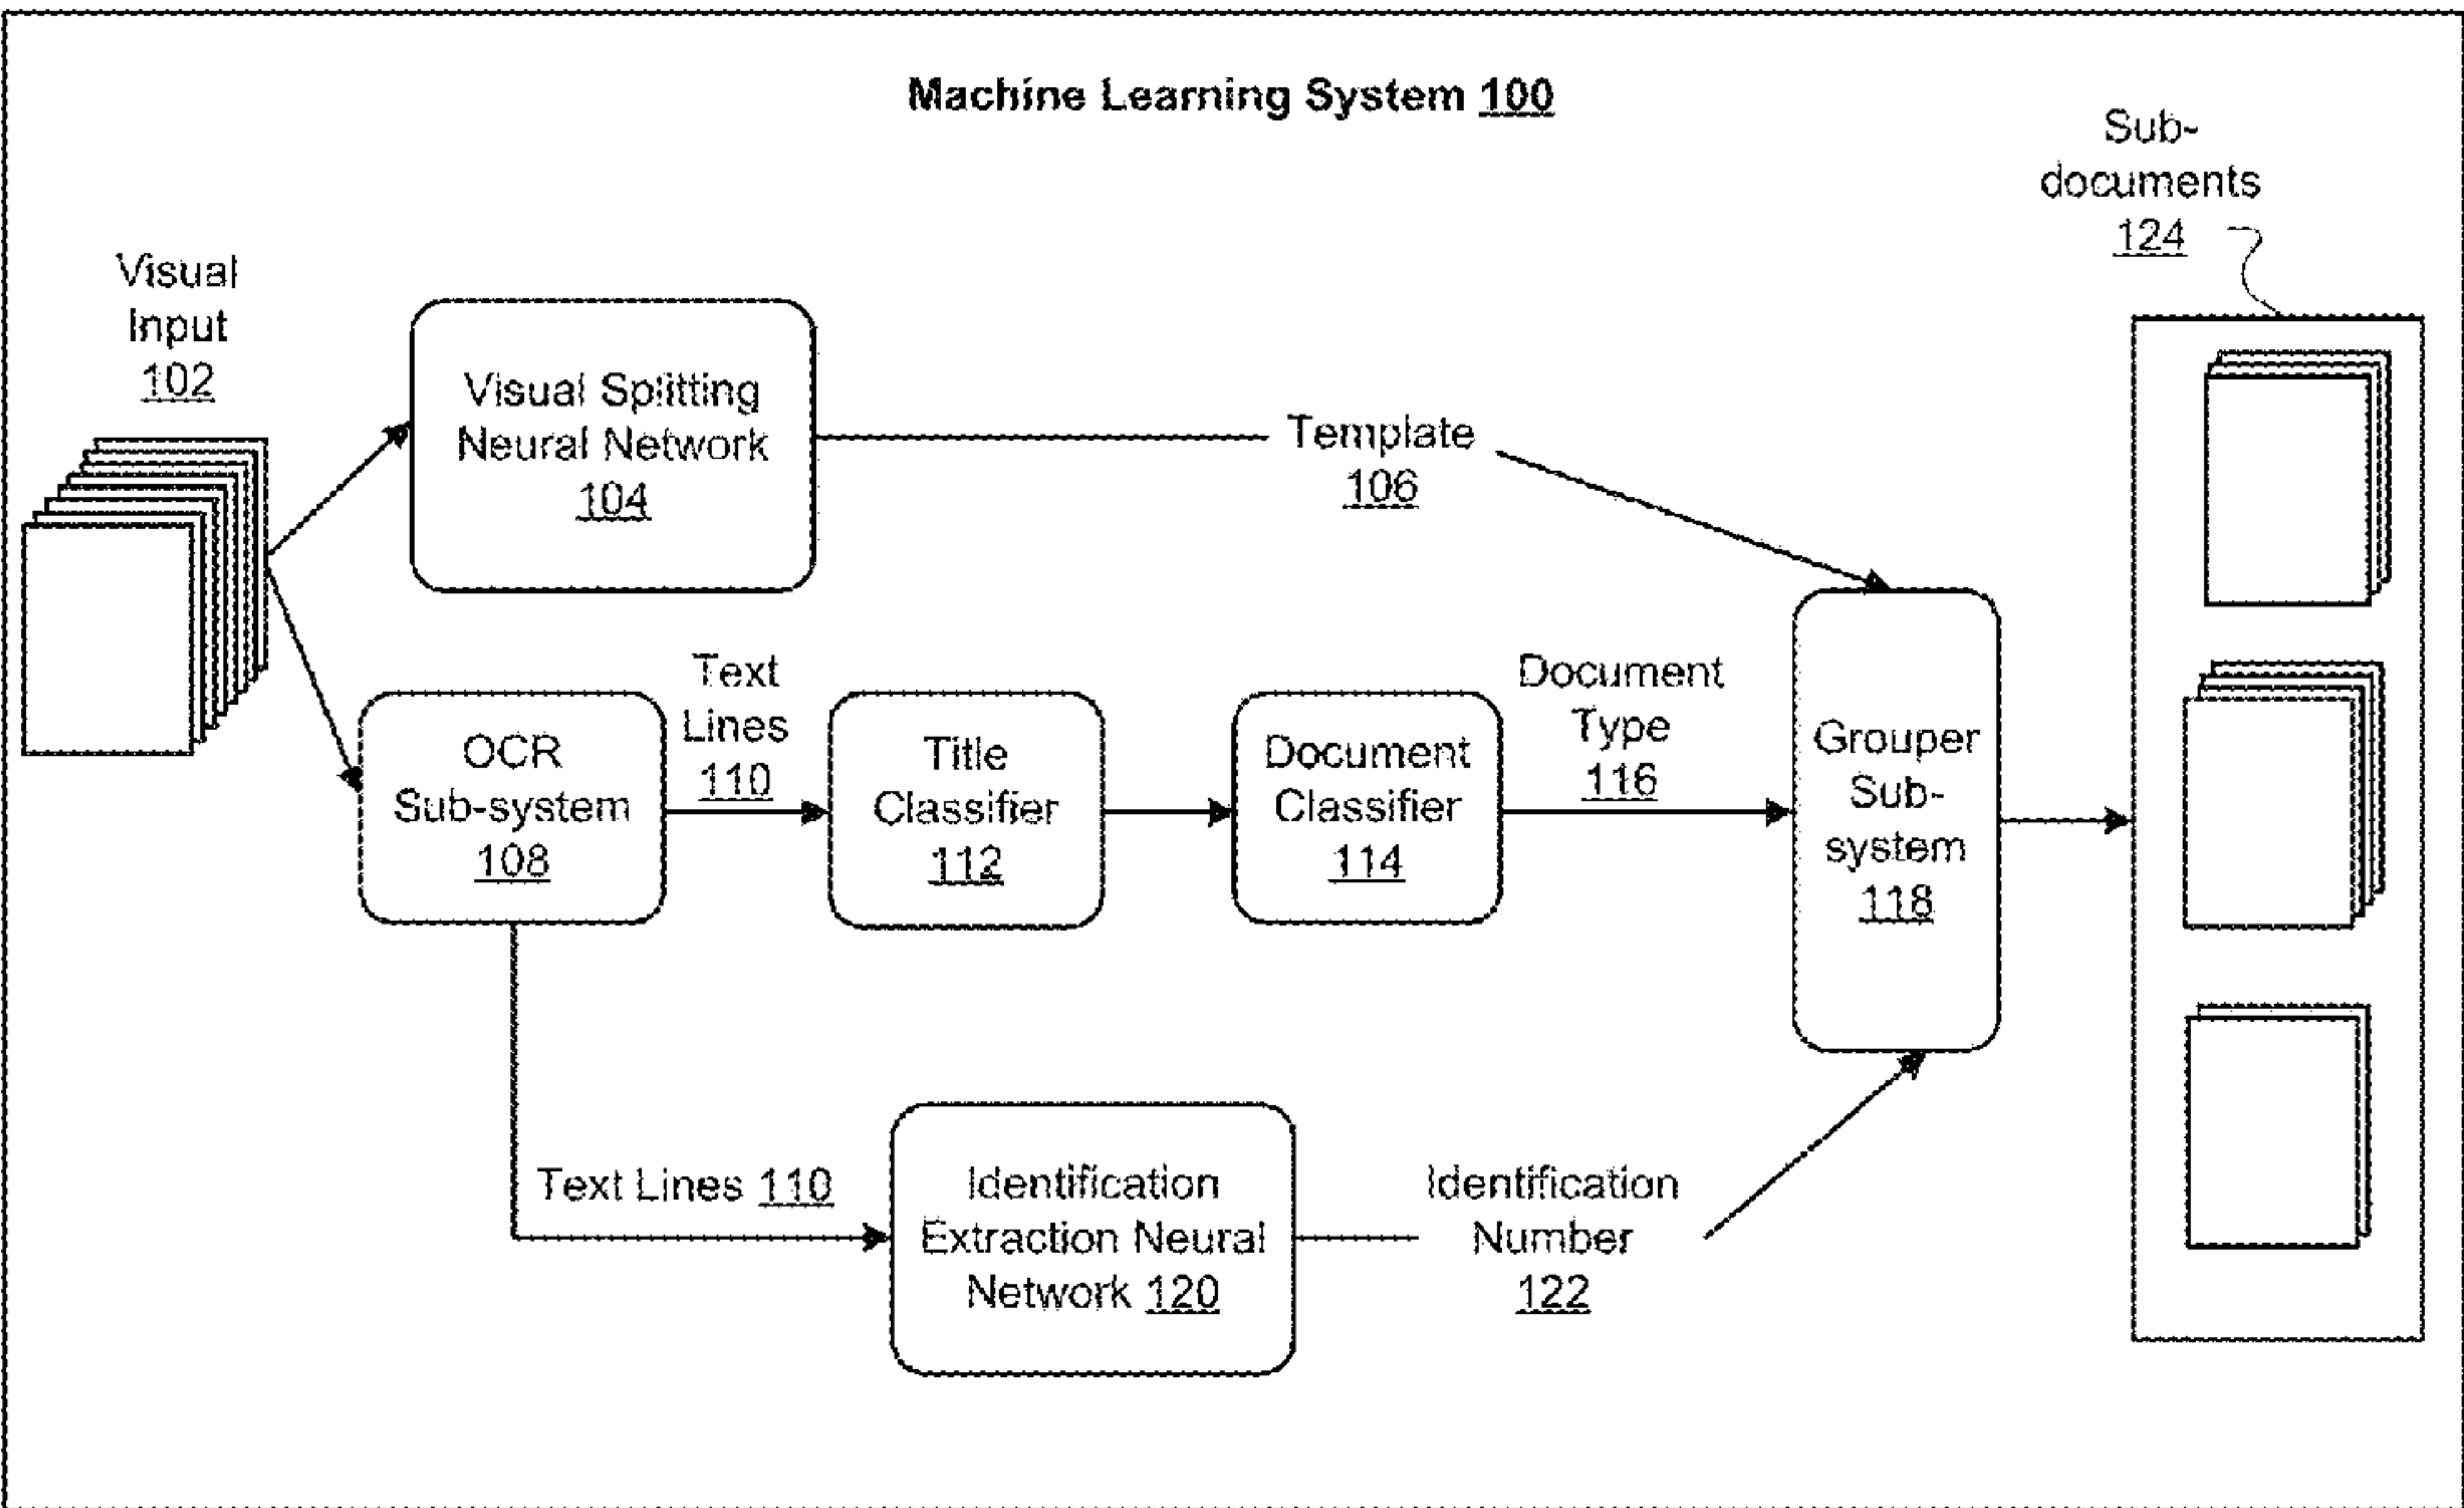 Machine Learning System 100
Sub-
documents
124
Visual
Input
102
Visual Splitting
Neural Network
104
Template
106
Text
Lines
110
OCR
Sub-system
108
Title
Classifier
112
Document
Classifier
114
Document
Type
116
Grouper
Sub-
system
118
Text Lines 110
Identification
Extraction Neural
Network 120
Identification
Number
122